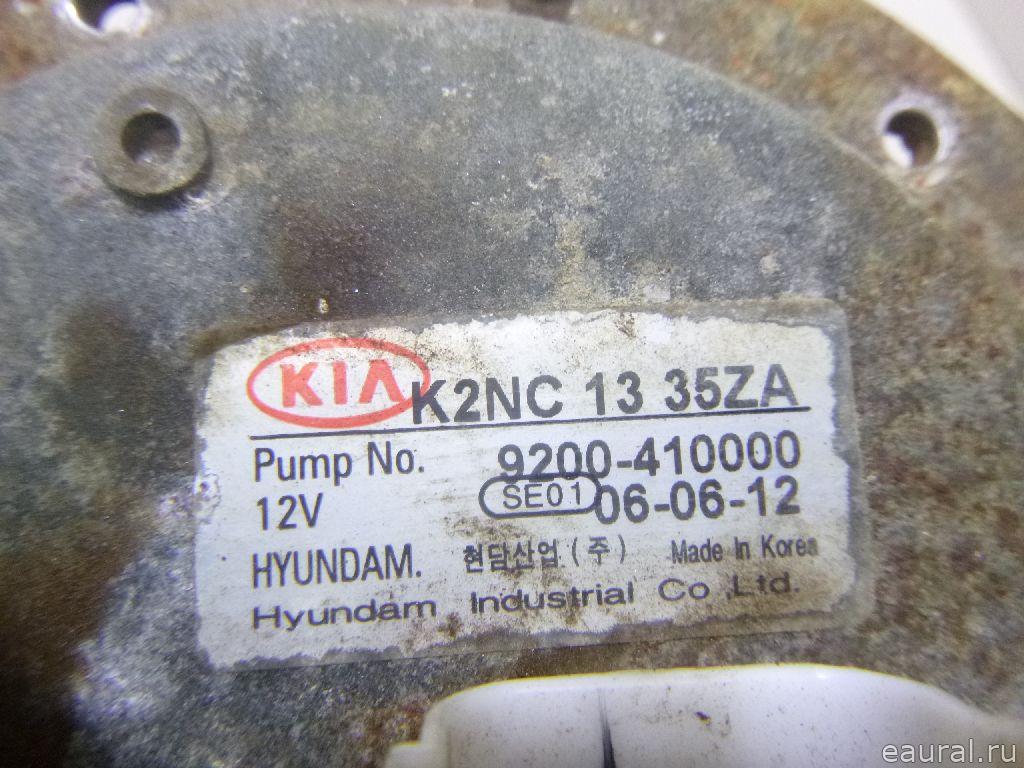 KIA K2NC 13 35ZA
Pump No. 9200-410000
12V SE01 06-06-12
HYUNDAM. 현담산업(주) Made In Korea
Hyundam Industrial Co.,Ltd.
eaural.ru